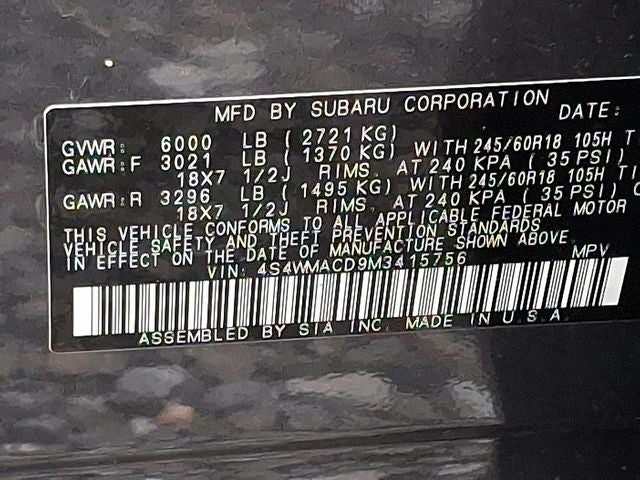 MFD BY SUBARU CORPORATION DATE:
GVWR: 6000 LB ( 2721 KG)
GAWR: F 3021 LB ( 1370 KG) WITH 245/60R18 105H
18X7 1/2J RIMS, AT 240 KPA ( 35 PSI)
GAWR: R 3296 LB ( 1495 KG) WITH 245/60R18 105H
18X7 1/2J RIMS, AT 240 KPA ( 35 PSI)
THIS VEHICLE CONFORMS TO ALL APPLICABLE FEDERAL MOTOR
VEHICLE SAFETY AND THEFT PREVENTION STANDARDS
IN EFFECT ON THE DATE OF MANUFACTURE SHOWN ABOVE.
VIN: 4S4WMACD9M3415756 MPV
ASSEMBLED BY SIA INC. MADE IN U.S.A.